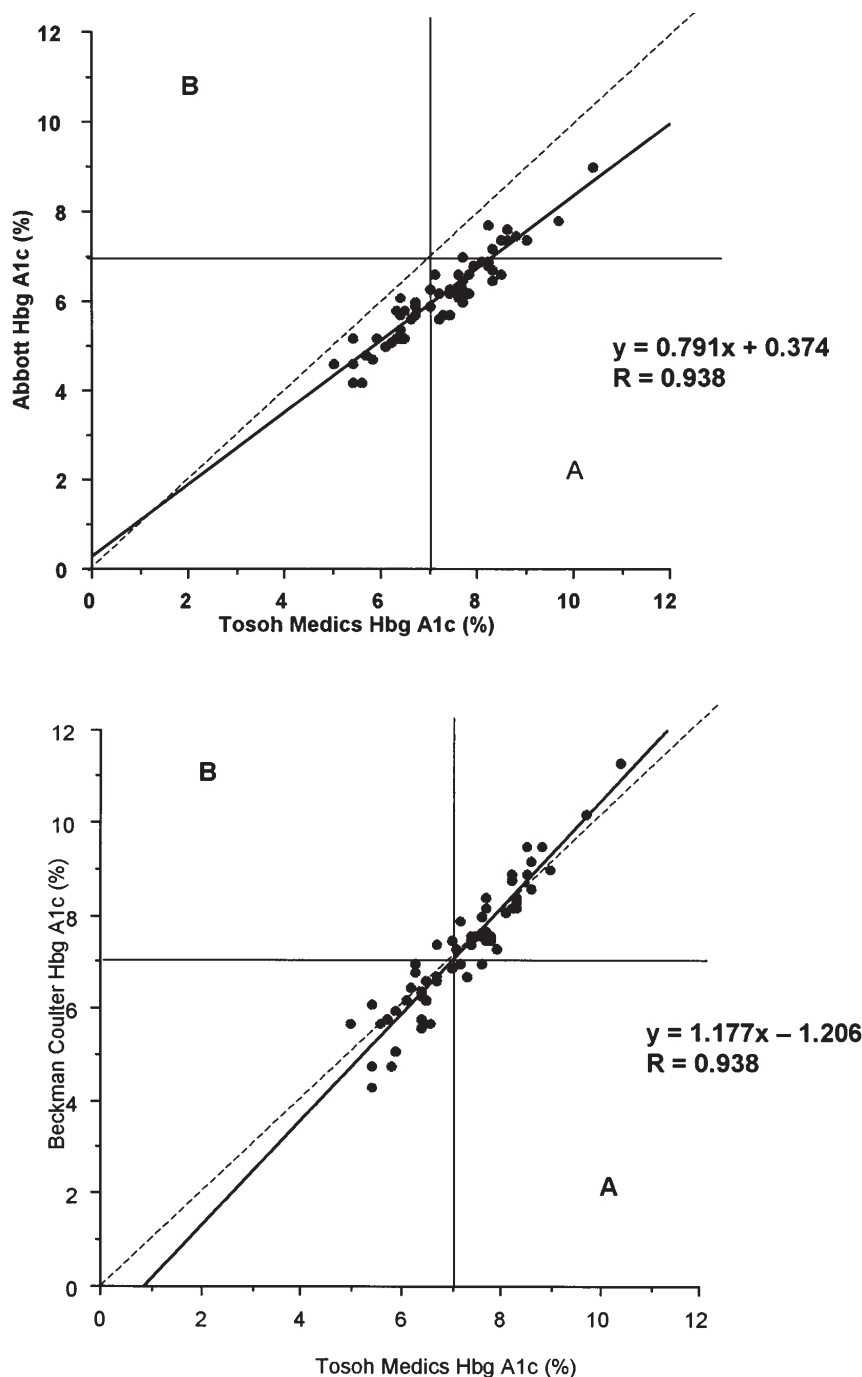 12
B
10
8
6
4
2
0
Abbott Hbg A1c (%)
y = 0.791x + 0.374
R = 0.938
A
0 2 4 6 8 10 12
Tosoh Medics Hbg A1c (%)
12
B
10
8
6
4
2
0
Beckman Coulter Hbg A1c (%)
y = 1.177x – 1.206
R = 0.938
A
0 2 4 6 8 10 12
Tosoh Medics Hbg A1c (%)